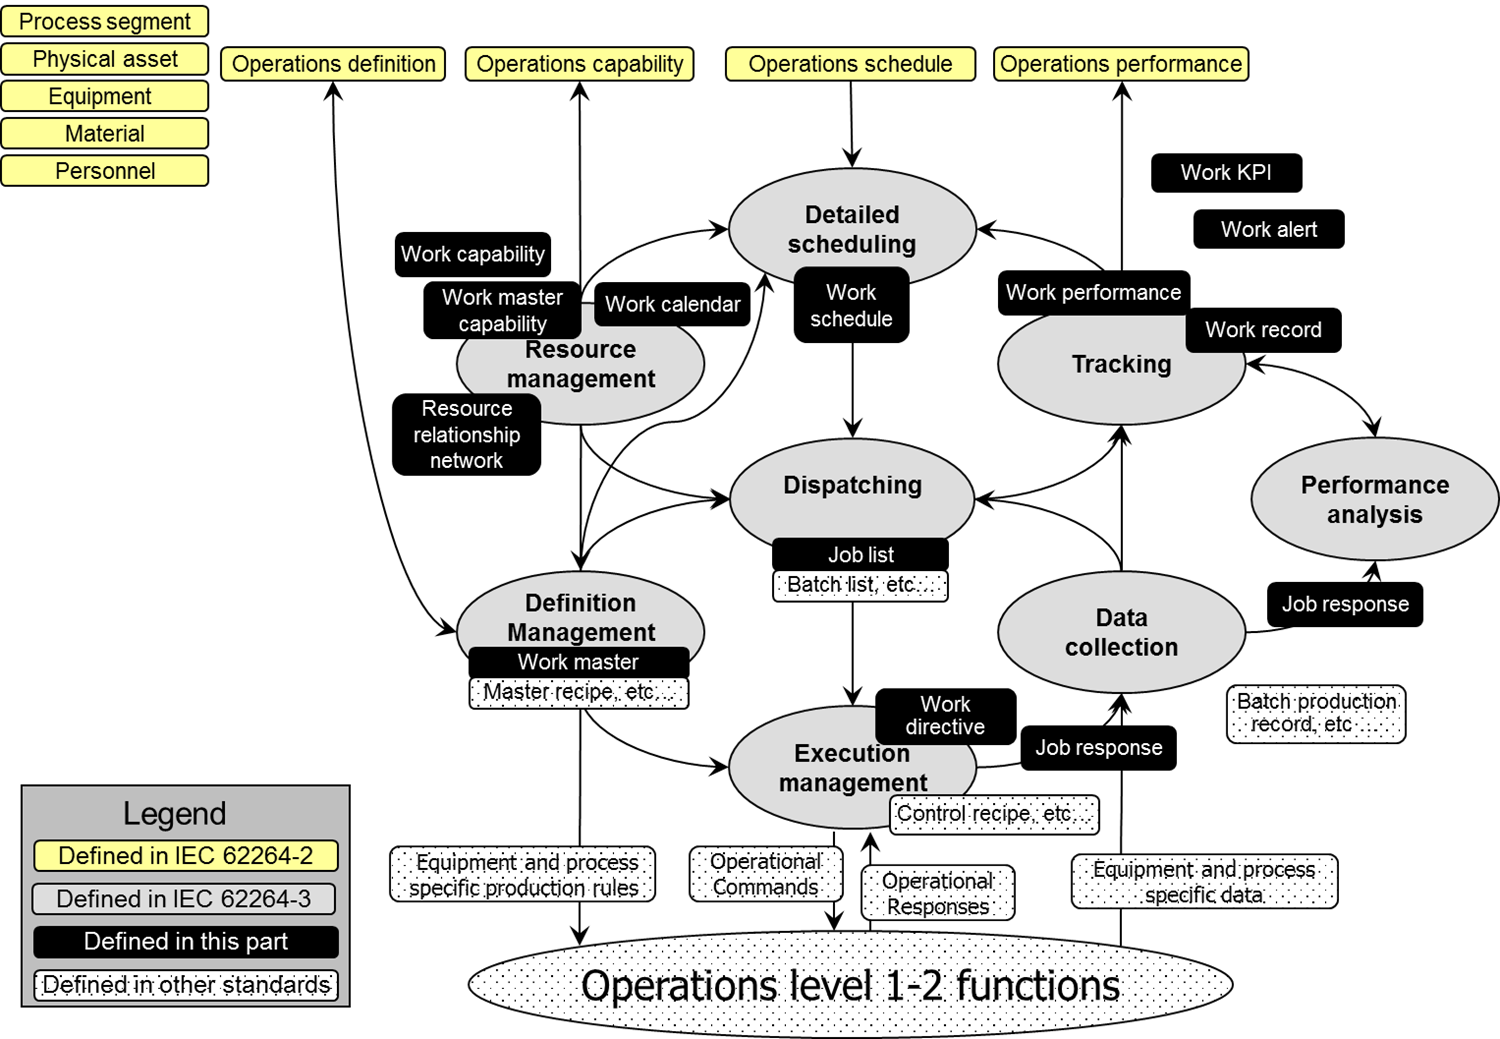 Process segment
Physical asset
Equipment
Material
Personnel
Operations definition
Operations capability
Operations schedule
Operations performance
Work KPI
Work alert
Detailed
scheduling
Work
schedule
Work capability
Work master
capability
Work calendar
Resource
management
Resource
relationship
network
Work performance
Work record
Tracking
Dispatching
Job list
Batch list, etc...
Performance
analysis
Job response
Definition
Management
Work master
Master recipe, etc...
Data
collection
Batch production
record, etc ....
Work
directive
Execution
management
Job response
Control recipe, etc....
Equipment and process
specific production rules
Operational
Commands
Operational
Responses
Equipment and process
specific data
Operations level 1-2 functions
Legend
Defined in IEC 62264-2
Defined in IEC 62264-3
Defined in this part
Defined in other standards